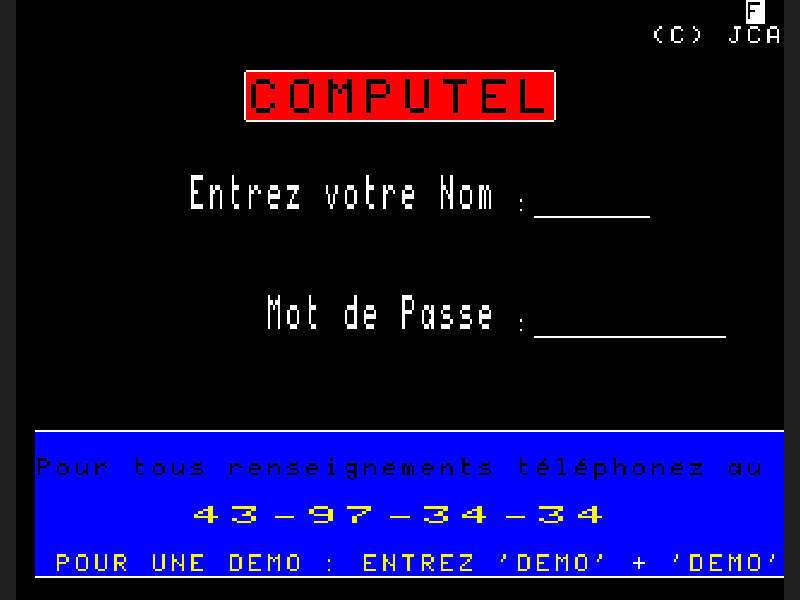 F
(C) JCA
COMPUTEL
Entrez votre Nom :
Mot de Passe :
Pour tous renseignements téléphonez au
43-97-34-34
POUR UNE DEMO : ENTREZ 'DEMO' + 'DEMO'